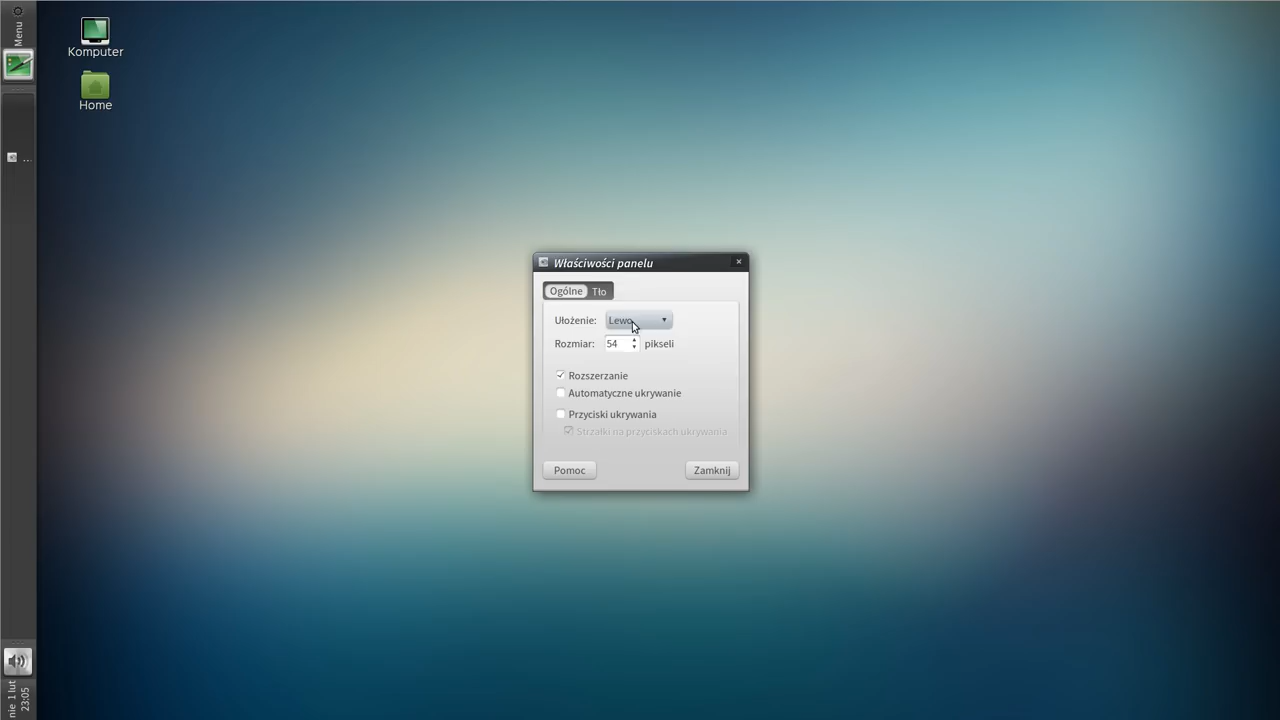 Menu
Komputer
Home
...
Właściwości panelu
Ogólne Tło
Ułożenie: Lewo
Rozmiar: 54 pikseli
Rozszerzanie
Automatyczne ukrywanie
Przyciski ukrywania
Strzałki na przyciskach ukrywania
Pomoc Zamknij
nie 1 lut
23:05